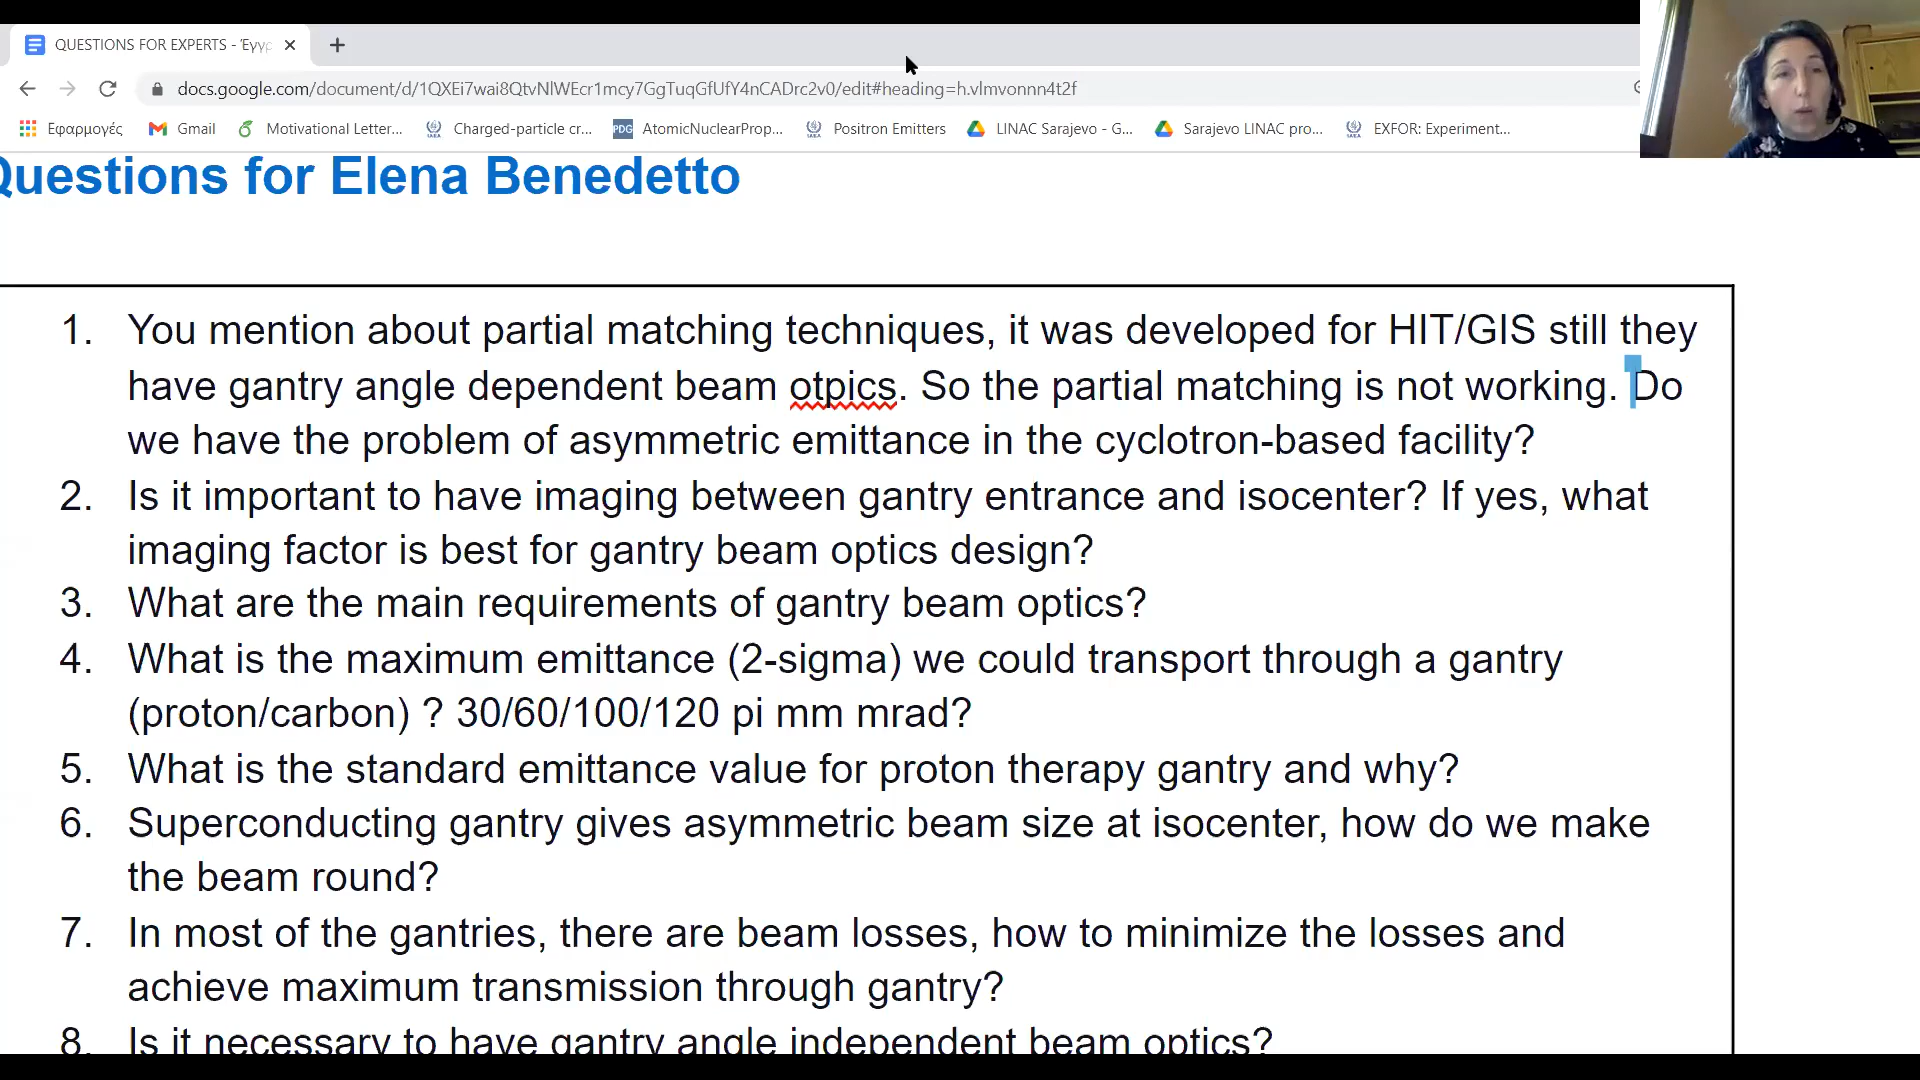 QUESTIONS FOR EXPERTS - Έγγρ
docs.google.com/document/d/1QXEi7wai8QtvNlWEcr1mcy7GgTuqGfUfY4nCADrc2v0/edit#heading=h.vlmvonnn4t2f
Εφαρμογές Gmail Motivational Letter... Charged-particle cr... PDG AtomicNuclearProp... Positron Emitters LINAC Sarajevo - G... Sarajevo LINAC pro... EXFOR: Experiment...
Questions for Elena Benedetto
1. You mention about partial matching techniques, it was developed for HIT/GIS still they
have gantry angle dependent beam otpics. So the partial matching is not working. Do
we have the problem of asymmetric emittance in the cyclotron-based facility?
2. Is it important to have imaging between gantry entrance and isocenter? If yes, what
imaging factor is best for gantry beam optics design?
3. What are the main requirements of gantry beam optics?
4. What is the maximum emittance (2-sigma) we could transport through a gantry
(proton/carbon) ? 30/60/100/120 pi mm mrad?
5. What is the standard emittance value for proton therapy gantry and why?
6. Superconducting gantry gives asymmetric beam size at isocenter, how do we make
the beam round?
7. In most of the gantries, there are beam losses, how to minimize the losses and
achieve maximum transmission through gantry?
8. Is it necessary to have gantry angle independent beam optics?